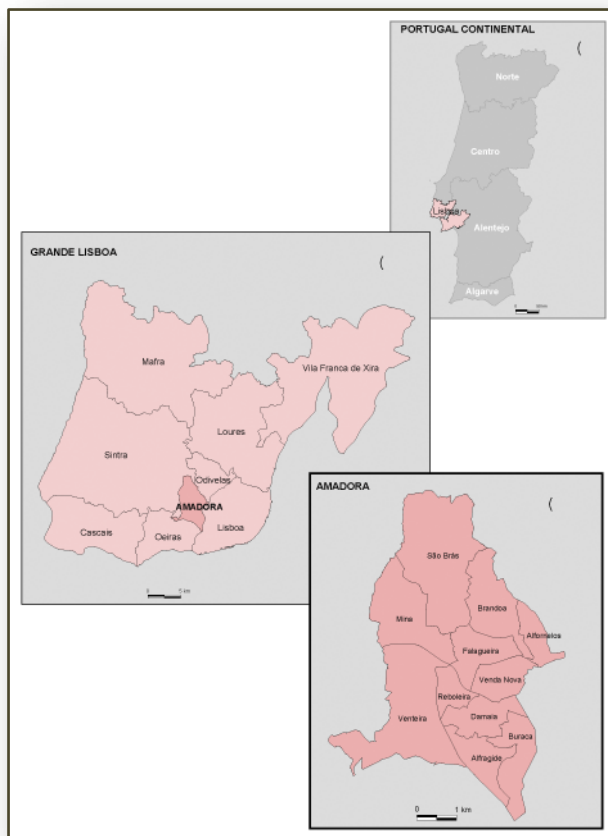 PORTUGAL CONTINENTAL
Norte
Centro
Lisboa
Alentejo
Algarve
GRANDE LISBOA
Mafra
Vila Franca de Xira
Loures
Sintra
Odivelas
AMADORA
Lisboa
Cascais
Oeiras
0 5 km
AMADORA
São Brás
Brandoa
Mina
Alfornelos
Falagueira
Venda Nova
Reboleira
Venteira
Damaia
Buraca
Alfragide
0 1 km